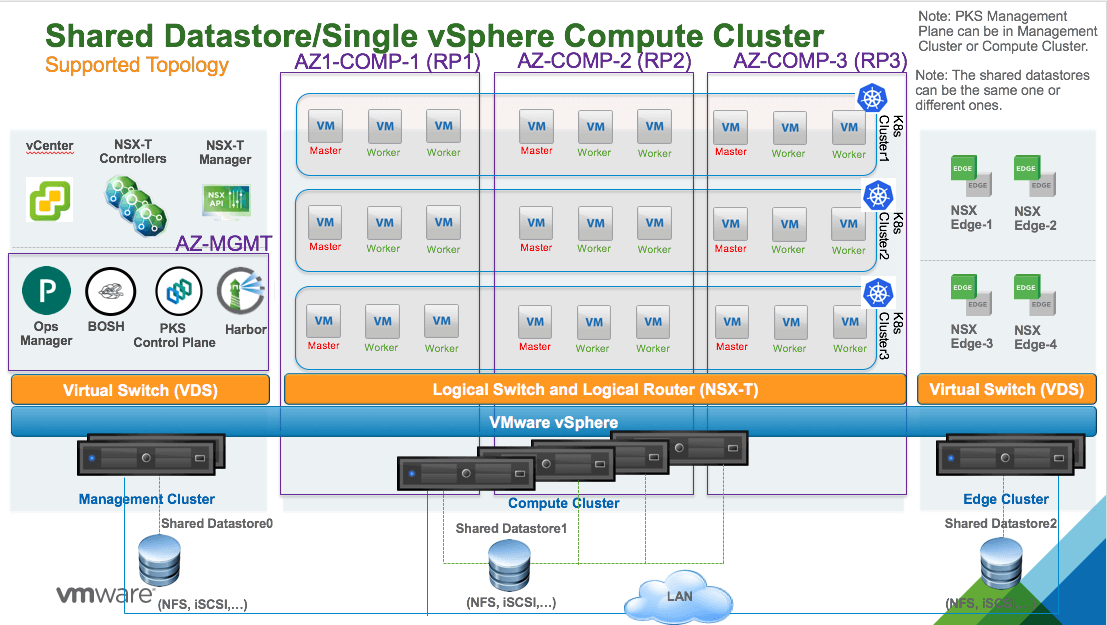 Shared Datastore/Single vSphere Compute Cluster
Supported Topology
Note: PKS Management
Plane can be in Management
Cluster or Compute Cluster.
Note: The shared datastores
can be the same one or
different ones.
AZ1-COMP-1 (RP1)
AZ-COMP-2 (RP2)
AZ-COMP-3 (RP3)
vCenter
NSX-T
Controllers
NSX-T
Manager
NSX
API
AZ-MGMT
P
Ops
Manager
BOSH
PKS
Control Plane
Harbor
VM VM VM VM VM VM VM VM VM
Master Worker Worker Master Worker Worker Master Worker Worker
K8s
Cluster1
VM VM VM VM VM VM VM VM VM
Master Worker Worker Master Worker Worker Master Worker Worker
K8s
Cluster2
VM VM VM VM VM VM VM VM VM
Master Worker Worker Master Worker Worker Master Worker Worker
K8s
Cluster3
EDGE
EDGE
NSX
Edge-1
EDGE
EDGE
NSX
Edge-2
EDGE
EDGE
NSX
Edge-3
EDGE
EDGE
NSX
Edge-4
Virtual Switch (VDS)
Logical Switch and Logical Router (NSX-T)
Virtual Switch (VDS)
VMware vSphere
Management Cluster
Compute Cluster
Edge Cluster
Shared Datastore0
Shared Datastore1
Shared Datastore2
(NFS, iSCSI,...)
(NFS, iSCSI,...)
(NFS, iSCSI,...)
LAN
vmware